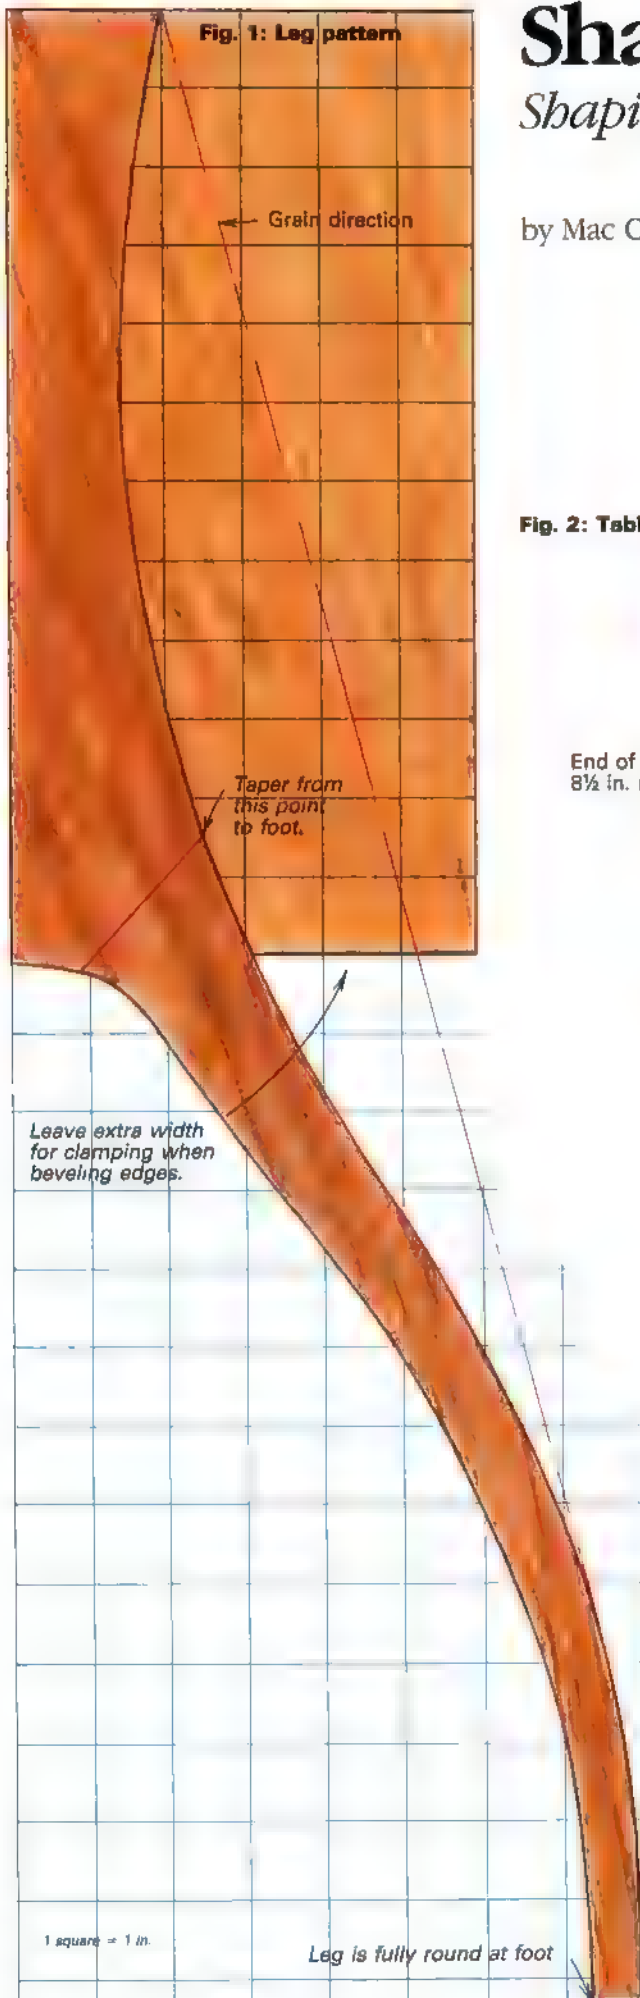 Fig. 1: Leg pattern
Sha
Shapi
by Mac C
Grain direction
Fig. 2: Tabl
End of
8½ in.
Taper from
this point
to foot.
Leave extra width
for clamping when
beveling edges.
1 square = 1 in.
Leg is fully round at foot